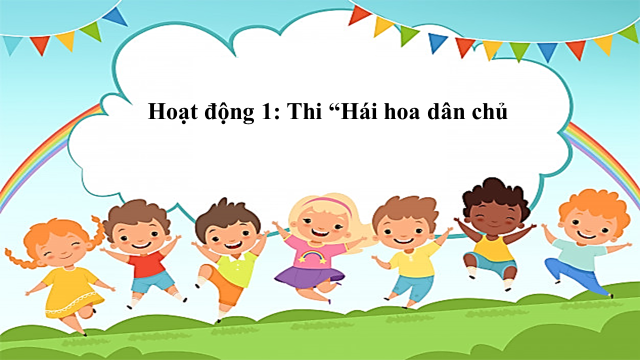 Hoạt động 1: Thi “Hái hoa dân chủ